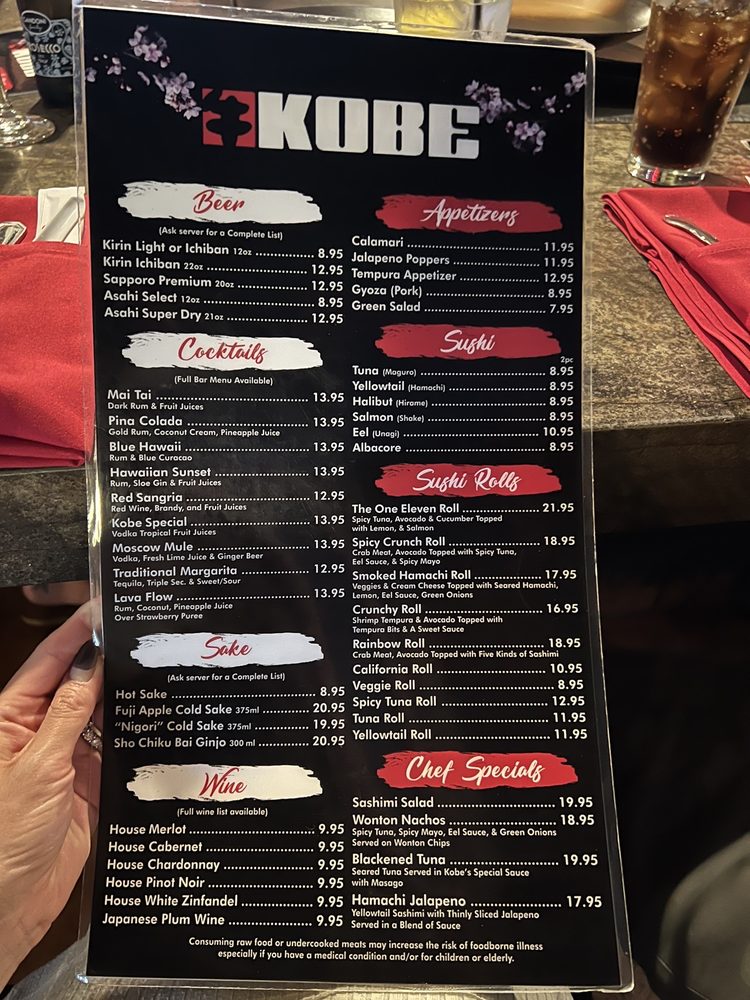 KOBE
Beer
(Ask server for a Complete List)
Kirin Light or Ichiban 12oz 8.95
Kirin Ichiban 22oz 12.95
Sapporo Premium 20oz 12.95
Asahi Select 12oz 8.95
Asahi Super Dry 21oz 12.95
Cocktails
(Full Bar Menu Available)
Mai Tai 13.95
Dark Rum & Fruit Juices
Pina Colada 13.95
Gold Rum, Coconut Cream, Pineapple Juice
Blue Hawaii 13.95
Rum & Blue Curacao
Hawaiian Sunset 13.95
Rum, Sloe Gin & Fruit Juices
Red Sangria 12.95
Red Wine, Brandy, and Fruit Juices
Kobe Special 13.95
Vodka Tropical Fruit Juices
Moscow Mule 13.95
Vodka, Fresh Lime Juice & Ginger Beer
Traditional Margarita 12.95
Tequila, Triple Sec. & Sweet/Sour
Lava Flow 13.95
Rum, Coconut, Pineapple Juice
Over Strawberry Puree
Sake
(Ask server for a Complete List)
Hot Sake 8.95
Fuji Apple Cold Sake 375ml 20.95
“Nigori” Cold Sake 375ml 19.95
Sho Chiku Bai Ginjo 300 ml 20.95
Wine
(Full wine list available)
House Merlot 9.95
House Cabernet 9.95
House Chardonnay 9.95
House Pinot Noir 9.95
House White Zinfandel 9.95
Japanese Plum Wine 9.95
Appetizers
Calamari 11.95
Jalapeno Poppers 11.95
Tempura Appetizer 12.95
Gyoza (Pork) 8.95
Green Salad 7.95
Sushi
2pc
Tuna (Maguro) 8.95
Yellowtail (Hamachi) 8.95
Halibut (Hirame) 8.95
Salmon (Shake) 8.95
Eel (Unagi) 10.95
Albacore 8.95
Sushi Rolls
The One Eleven Roll 21.95
Spicy Tuna, Avocado & Cucumber Topped
with Lemon, & Salmon
Spicy Crunch Roll 18.95
Crab Meat, Avocado Topped with Spicy Tuna,
Eel Sauce, & Spicy Mayo
Smoked Hamachi Roll 17.95
Veggies & Cream Cheese Topped with Seared Hamachi,
Lemon, Eel Sauce, Green Onions
Crunchy Roll 16.95
Shrimp Tempura & Avocado Topped with
Tempura Bits & A Sweet Sauce
Rainbow Roll 18.95
Crab Meat, Avocado Topped with Five Kinds of Sashimi
California Roll 10.95
Veggie Roll 8.95
Spicy Tuna Roll 12.95
Tuna Roll 11.95
Yellowtail Roll 11.95
Chef Specials
Sashimi Salad 19.95
Wonton Nachos 18.95
Spicy Tuna, Spicy Mayo, Eel Sauce, & Green Onions
Served on Wonton Chips
Blackened Tuna 19.95
Seared Tuna Served in Kobe's Special Sauce
with Masago
Hamachi Jalapeno 17.95
Yellowtail Sashimi with Thinly Sliced Jalapeno
Served in a Blend of Sauce
Consuming raw food or undercooked meats may increase the risk of foodborne illness
especially if you have a medical condition and/or for children or elderly.